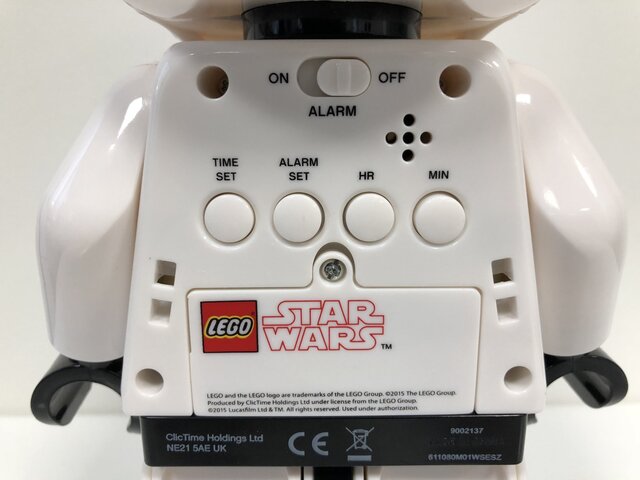 ON OFF
ALARM
TIME SET
ALARM SET
HR
MIN
LEGO
STAR WARS™
LEGO and the LEGO logo are trademarks of the LEGO Group. ©2015 The LEGO Group.
Produced by ClicTime Holdings Ltd under license from the LEGO Group.
©2015 Lucasfilm Ltd & TM. All rights reserved. Used under authorization.
ClicTime Holdings Ltd
NE21 5AE UK
CE
9002137
611080M01WSESZ